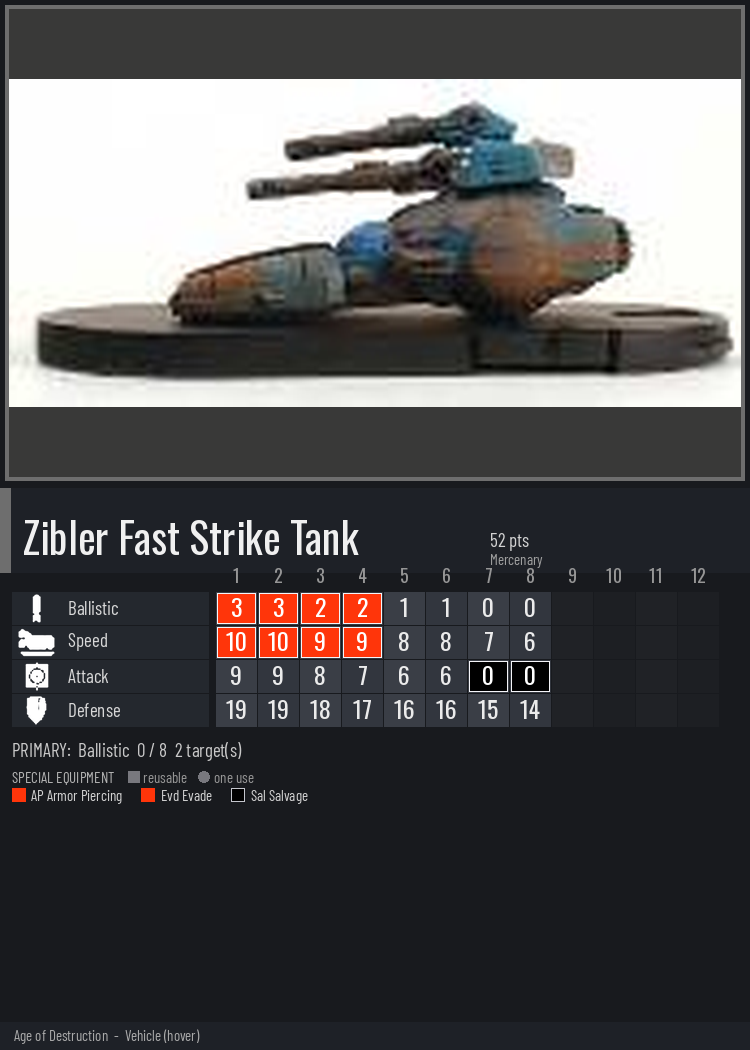 Zibler Fast Strike Tank
52 pts
Mercenary
1 2 3 4 5 6 7 8 9 10 11 12
Ballistic 3 3 2 2 1 1 0 0
Speed 10 10 9 9 8 8 7 6
Attack 9 9 8 7 6 6 0 0
Defense 19 19 18 17 16 16 15 14
PRIMARY: Ballistic 0 / 8 2 target(s)
SPECIAL EQUIPMENT reusable one use
AP Armor Piercing Evd Evade Sal Salvage
Age of Destruction - Vehicle (hover)